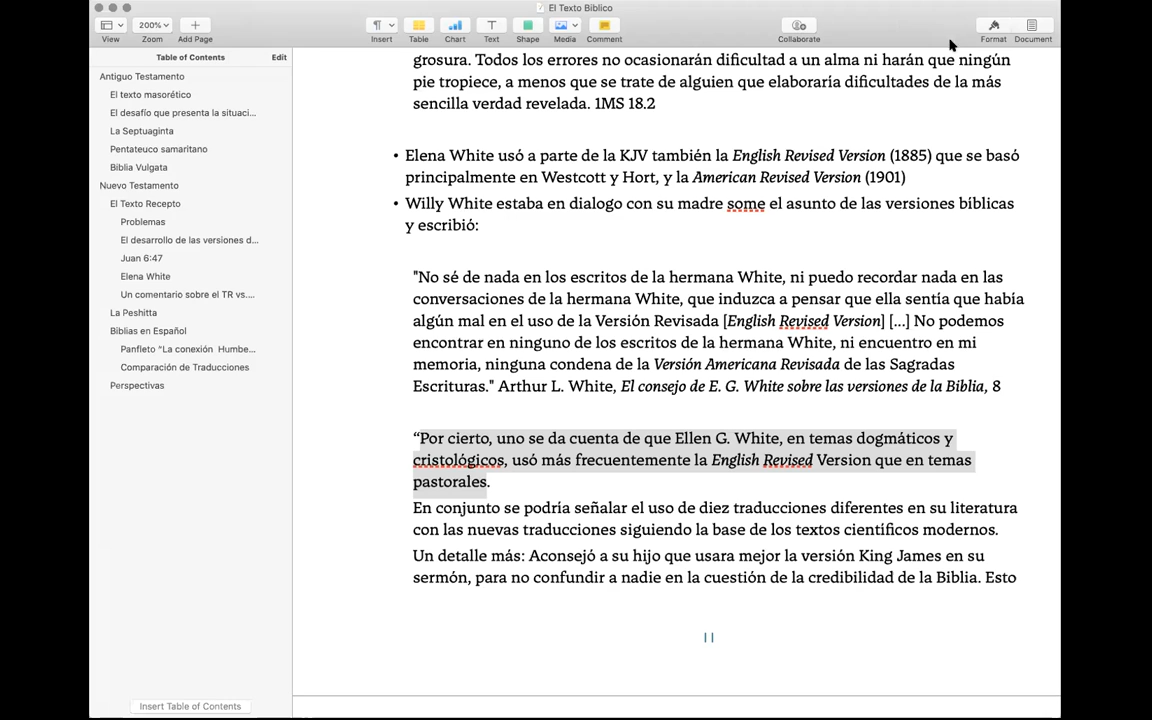 El Texto Biblico
200%
View
Zoom
Add Page
Insert
Table
Chart
Text
Shape
Media
Comment
Collaborate
Format
Document
Table of Contents
Edit
Antiguo Testamento
El texto masorético
El desafío que presenta la situaci...
La Septuaginta
Pentateuco samaritano
Biblia Vulgata
Nuevo Testamento
El Texto Recepto
Problemas
El desarrollo de las versiones d...
Juan 6:47
Elena White
Un comentario sobre el TR vs....
La Peshitta
Biblias en Español
Panfleto “La conexión Humbe...
Comparación de Traducciones
Perspectivas
Insert Table of Contents
grosura. Todos los errores no ocasionarán dificultad a un alma ni harán que ningún
pie tropiece, a menos que se trate de alguien que elaboraría dificultades de la más
sencilla verdad revelada. 1MS 18.2
• Elena White usó a parte de la KJV también la English Revised Version (1885) que se basó
principalmente en Westcott y Hort, y la American Revised Version (1901)
• Willy White estaba en dialogo con su madre some el asunto de las versiones bíblicas
y escribió:
"No sé de nada en los escritos de la hermana White, ni puedo recordar nada en las
conversaciones de la hermana White, que induzca a pensar que ella sentía que había
algún mal en el uso de la Versión Revisada [English Revised Version] [...] No podemos
encontrar en ninguno de los escritos de la hermana White, ni encuentro en mi
memoria, ninguna condena de la Versión Americana Revisada de las Sagradas
Escrituras." Arthur L. White, El consejo de E. G. White sobre las versiones de la Biblia, 8
“Por cierto, uno se da cuenta de que Ellen G. White, en temas dogmáticos y
cristológicos, usó más frecuentemente la English Revised Version que en temas
pastorales.
En conjunto se podría señalar el uso de diez traducciones diferentes en su literatura
con las nuevas traducciones siguiendo la base de los textos científicos modernos.
Un detalle más: Aconsejó a su hijo que usara mejor la versión King James en su
sermón, para no confundir a nadie en la cuestión de la credibilidad de la Biblia. Esto
11